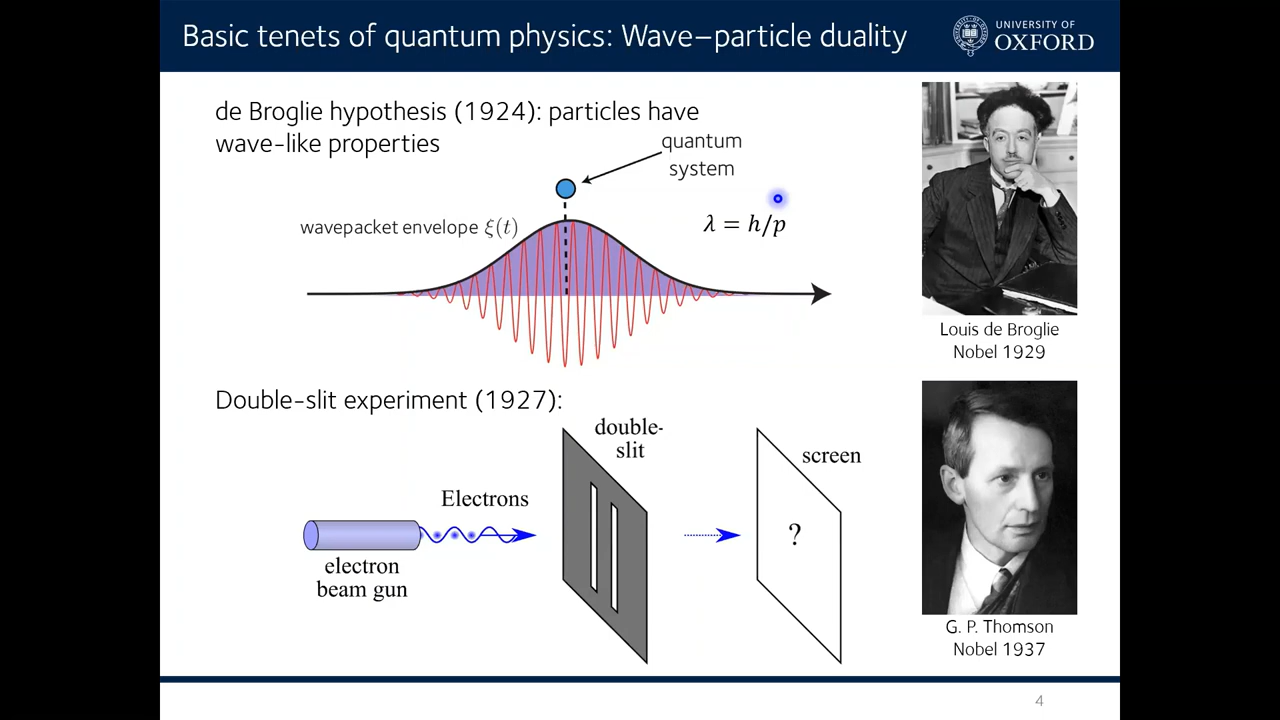 Basic tenets of quantum physics: Wave–particle duality
UNIVERSITY OF
OXFORD
de Broglie hypothesis (1924): particles have
wave-like properties
quantum
system
wavepacket envelope ξ(t)
λ = h/p
Louis de Broglie
Nobel 1929
Double-slit experiment (1927):
double-
slit
screen
Electrons
?
electron
beam gun
G. P. Thomson
Nobel 1937
4